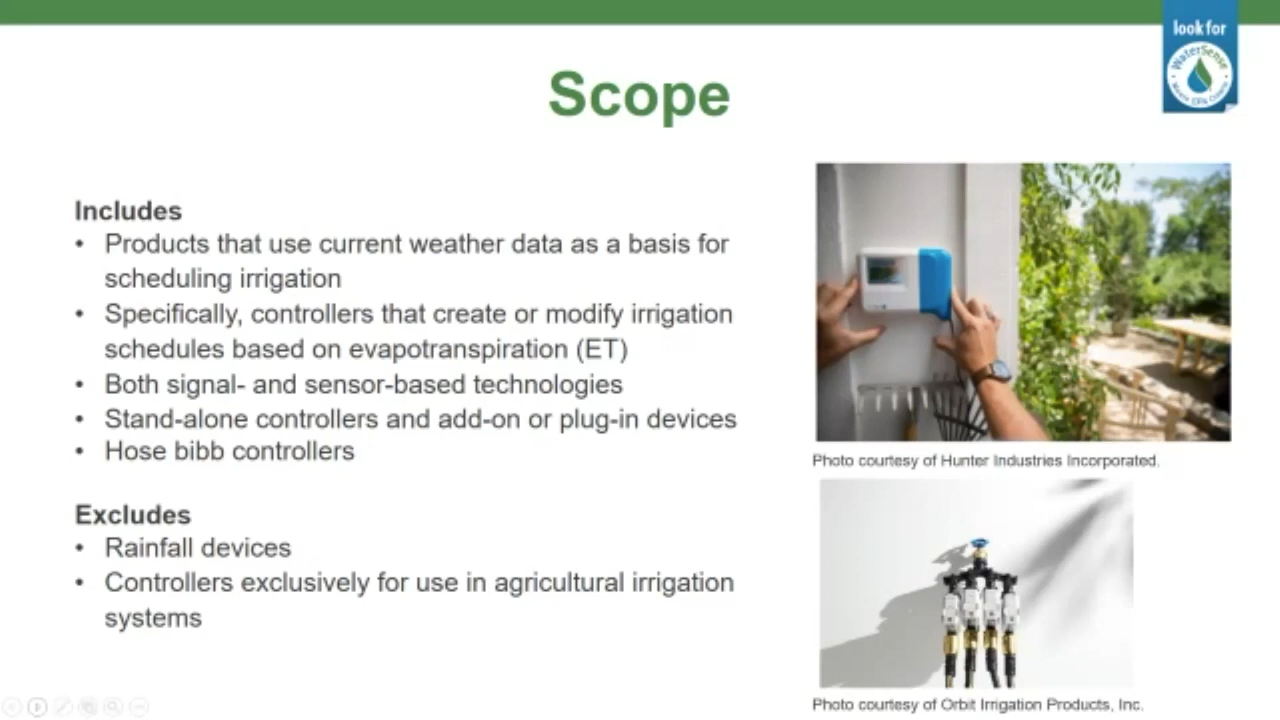 look for
WaterSense
Meets EPA Criteria
Scope
Includes
• Products that use current weather data as a basis for
scheduling irrigation
• Specifically, controllers that create or modify irrigation
schedules based on evapotranspiration (ET)
• Both signal- and sensor-based technologies
• Stand-alone controllers and add-on or plug-in devices
• Hose bibb controllers
Excludes
• Rainfall devices
• Controllers exclusively for use in agricultural irrigation
systems
Photo courtesy of Hunter Industries Incorporated.
Photo courtesy of Orbit Irrigation Products, Inc.